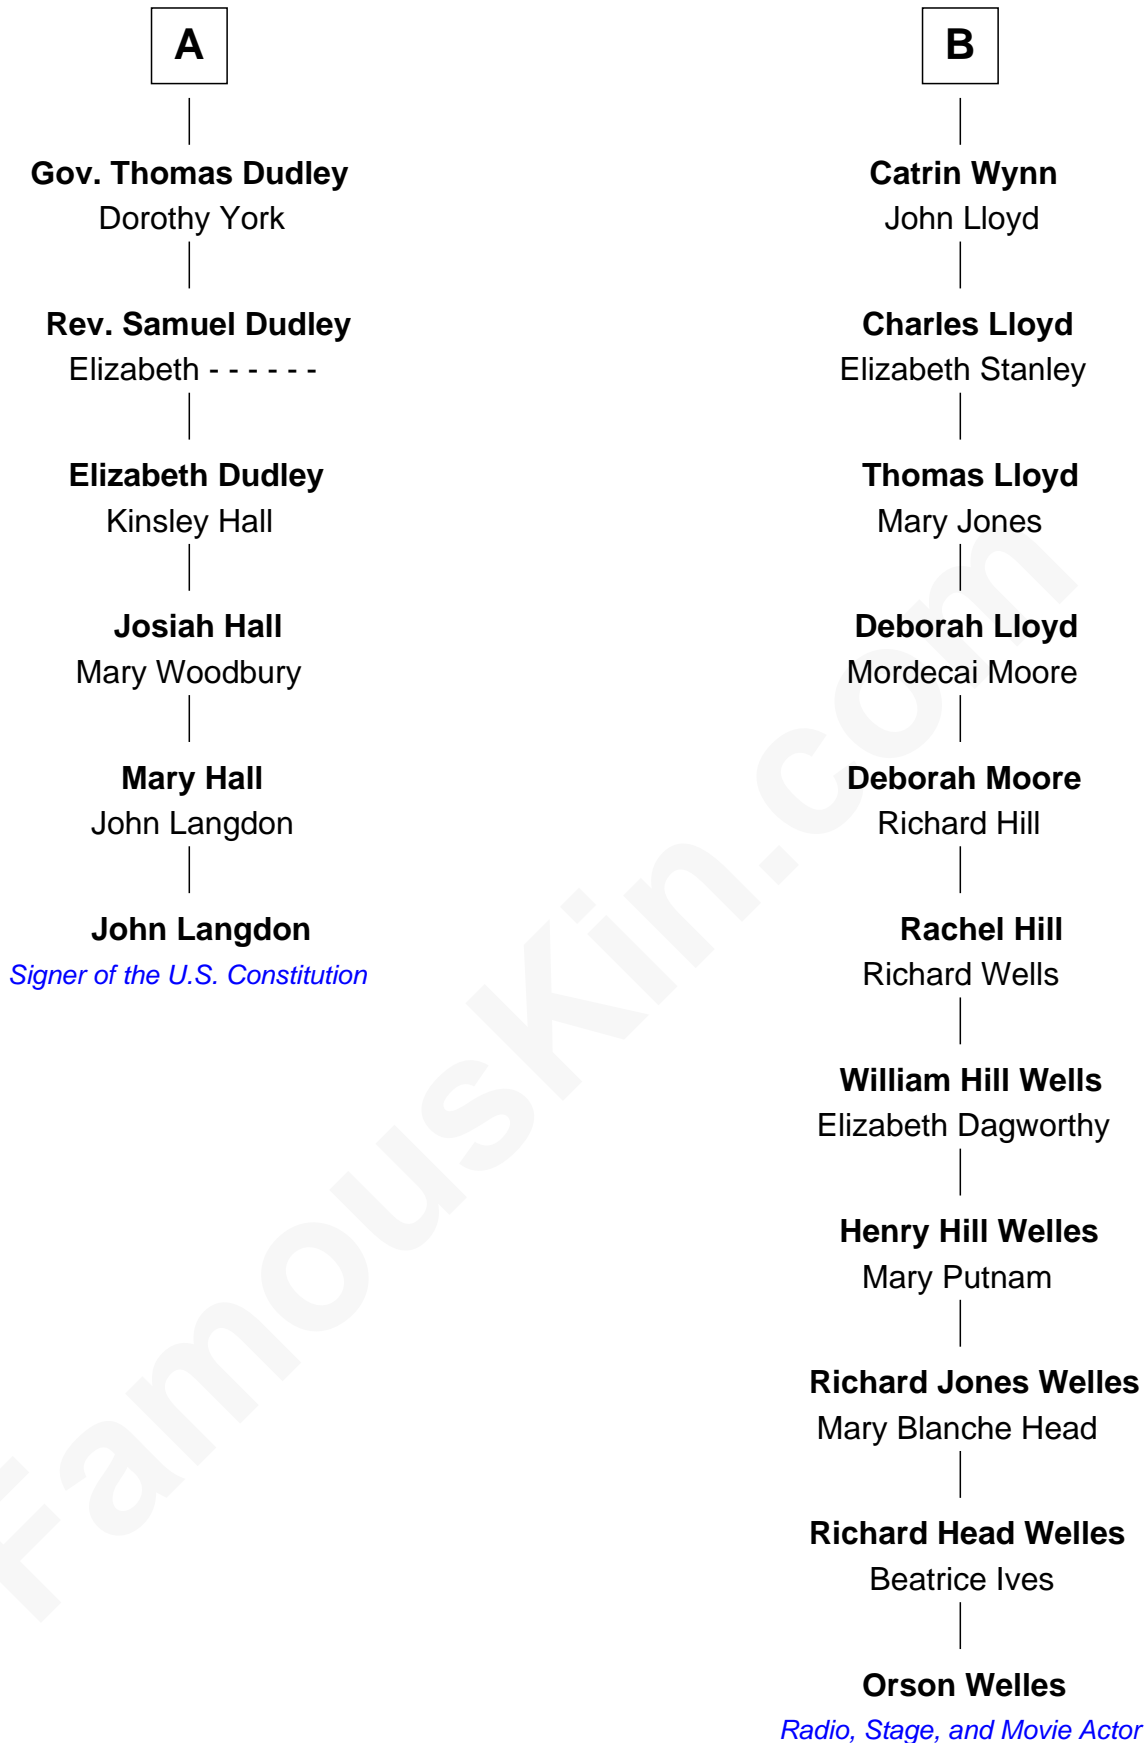 A
Gov. Thomas Dudley
Dorothy York
Rev. Samuel Dudley
Elizabeth - - - - - -
Elizabeth Dudley
Kinsley Hall
Josiah Hall
Mary Woodbury
Mary Hall
John Langdon
John Langdon
Signer of the U.S. Constitution
B
Catrin Wynn
John Lloyd
Charles Lloyd
Elizabeth Stanley
Thomas Lloyd
Mary Jones
Deborah Lloyd
Mordecai Moore
Deborah Moore
Richard Hill
Rachel Hill
Richard Wells
William Hill Wells
Elizabeth Dagworthy
Henry Hill Welles
Mary Putnam
Richard Jones Welles
Mary Blanche Head
Richard Head Welles
Beatrice Ives
Orson Welles
Radio, Stage, and Movie Actor
FamousKin.com